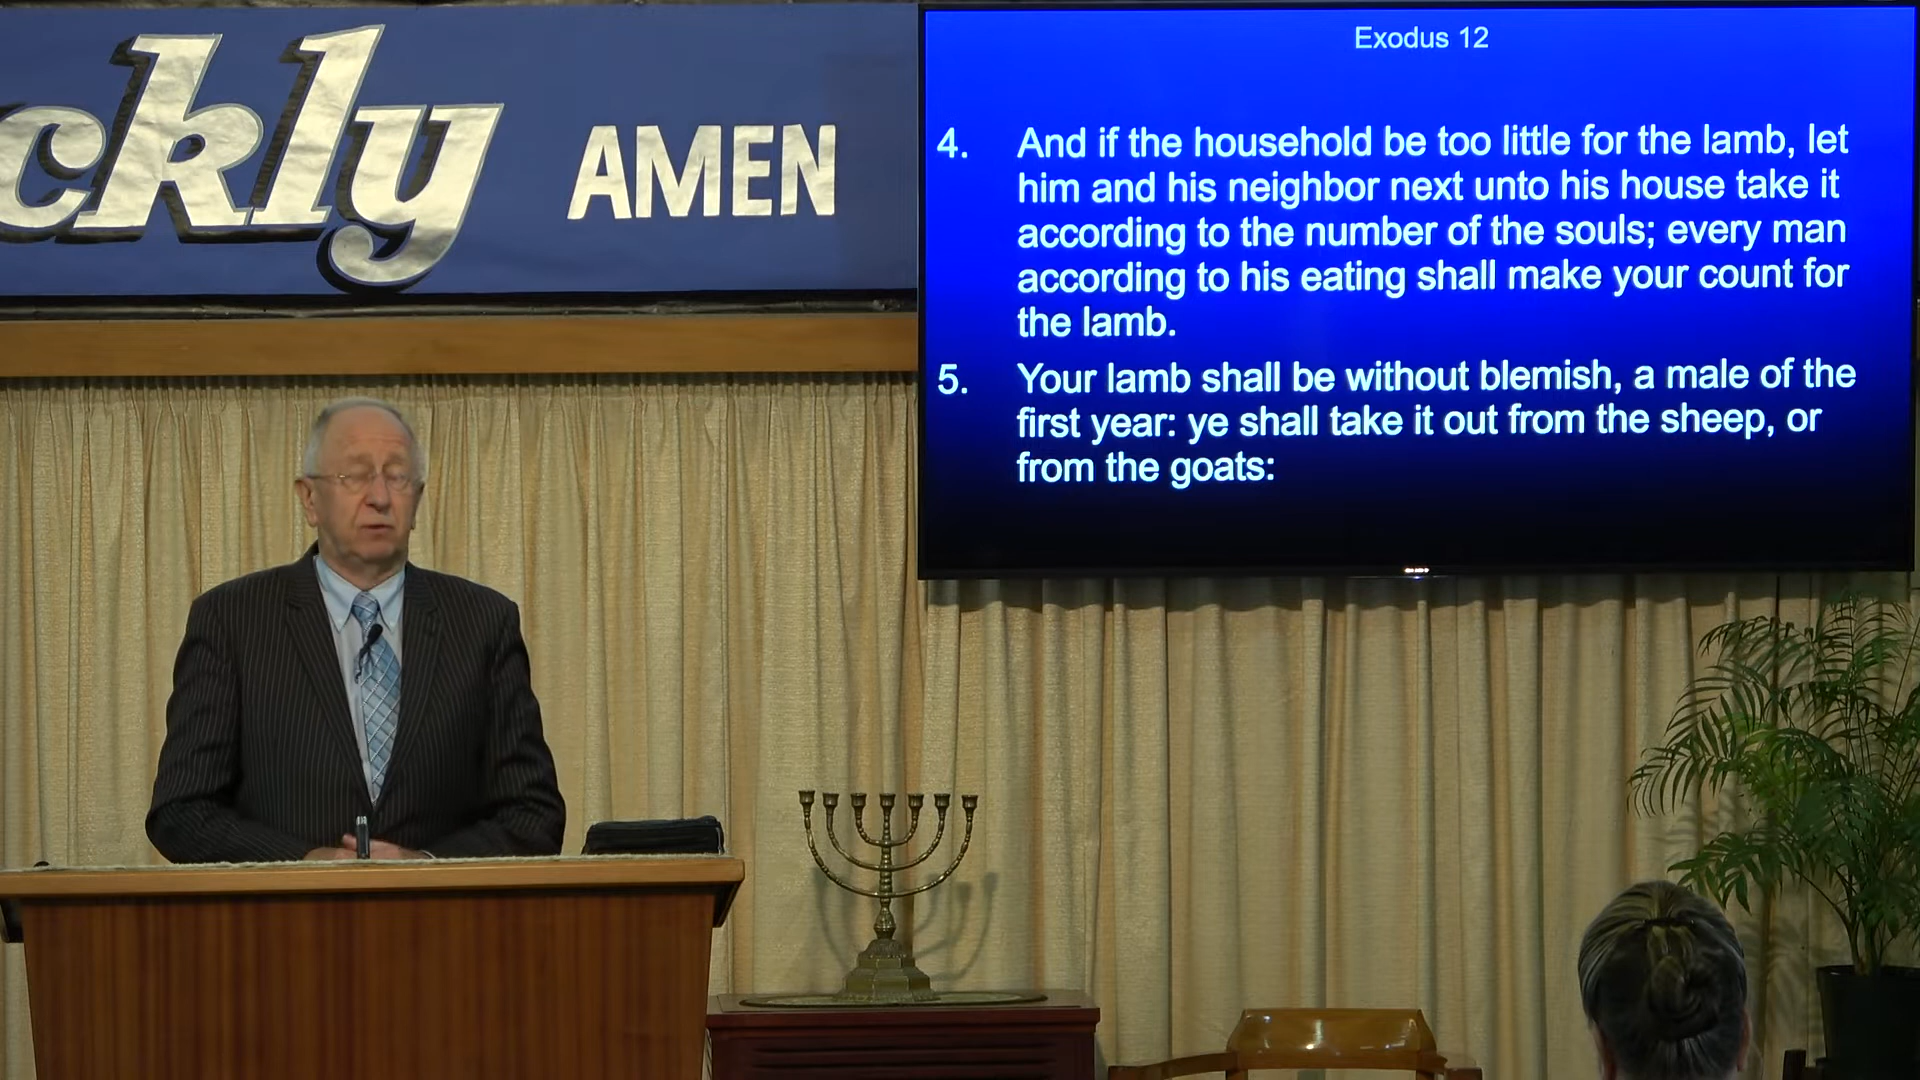 ckly AMEN
Exodus 12
4. And if the household be too little for the lamb, let
him and his neighbor next unto his house take it
according to the number of the souls; every man
according to his eating shall make your count for
the lamb.
5. Your lamb shall be without blemish, a male of the
first year: ye shall take it out from the sheep, or
from the goats: